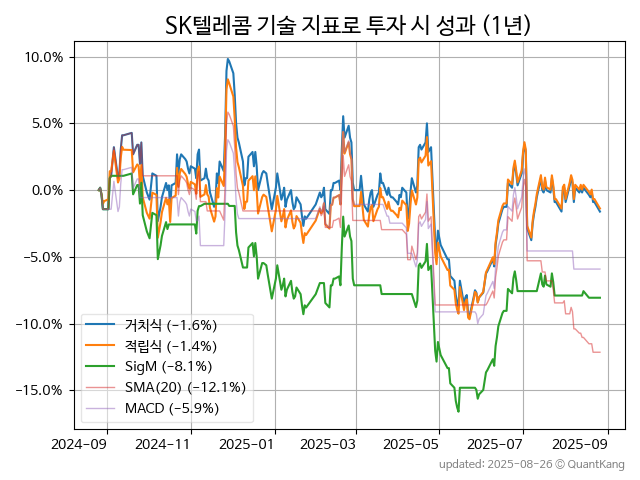 SK텔레콤 기술 지표로 투자 시 성과 (1년)
10.0%
5.0%
0.0%
−5.0%
−10.0%
−15.0%
거치식 (−1.6%)
적립식 (−1.4%)
SigM (−8.1%)
SMA(20) (−12.1%)
MACD (−5.9%)
2024-09 2024-11 2025-01 2025-03 2025-05 2025-07 2025-09
updated: 2025-08-26 © QuantKang